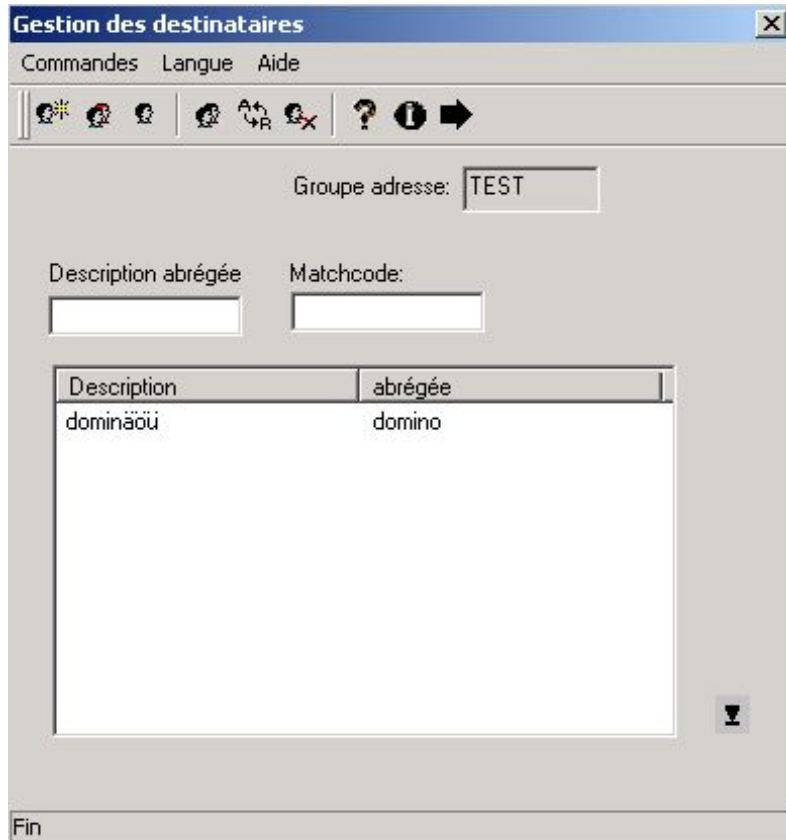 Gestion des destinataires
Commandes Langue Aide
Groupe adresse: TEST
Description abrégée Matchcode:
Description abrégée
dominäöü domino
Fin